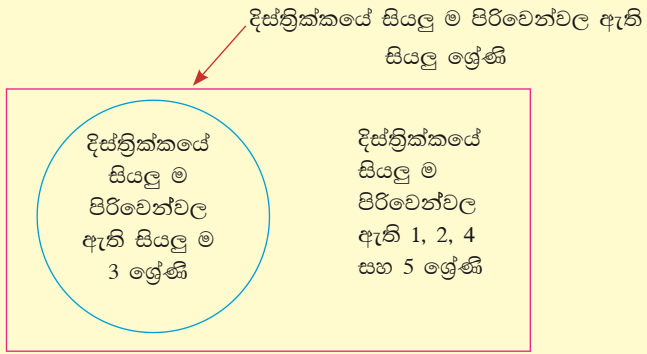 දිස්ත්‍රික්කයේ සියලු ම පිරිවෙන්වල ඇති
සියලු ශ්‍රේණි
දිස්ත්‍රික්කයේ
සියලු ම
පිරිවෙන්වල
ඇති සියලු ම
3 ශ්‍රේණි
දිස්ත්‍රික්කයේ
සියලු ම
පිරිවෙන්වල
ඇති 1, 2, 4
සහ 5 ශ්‍රේණි